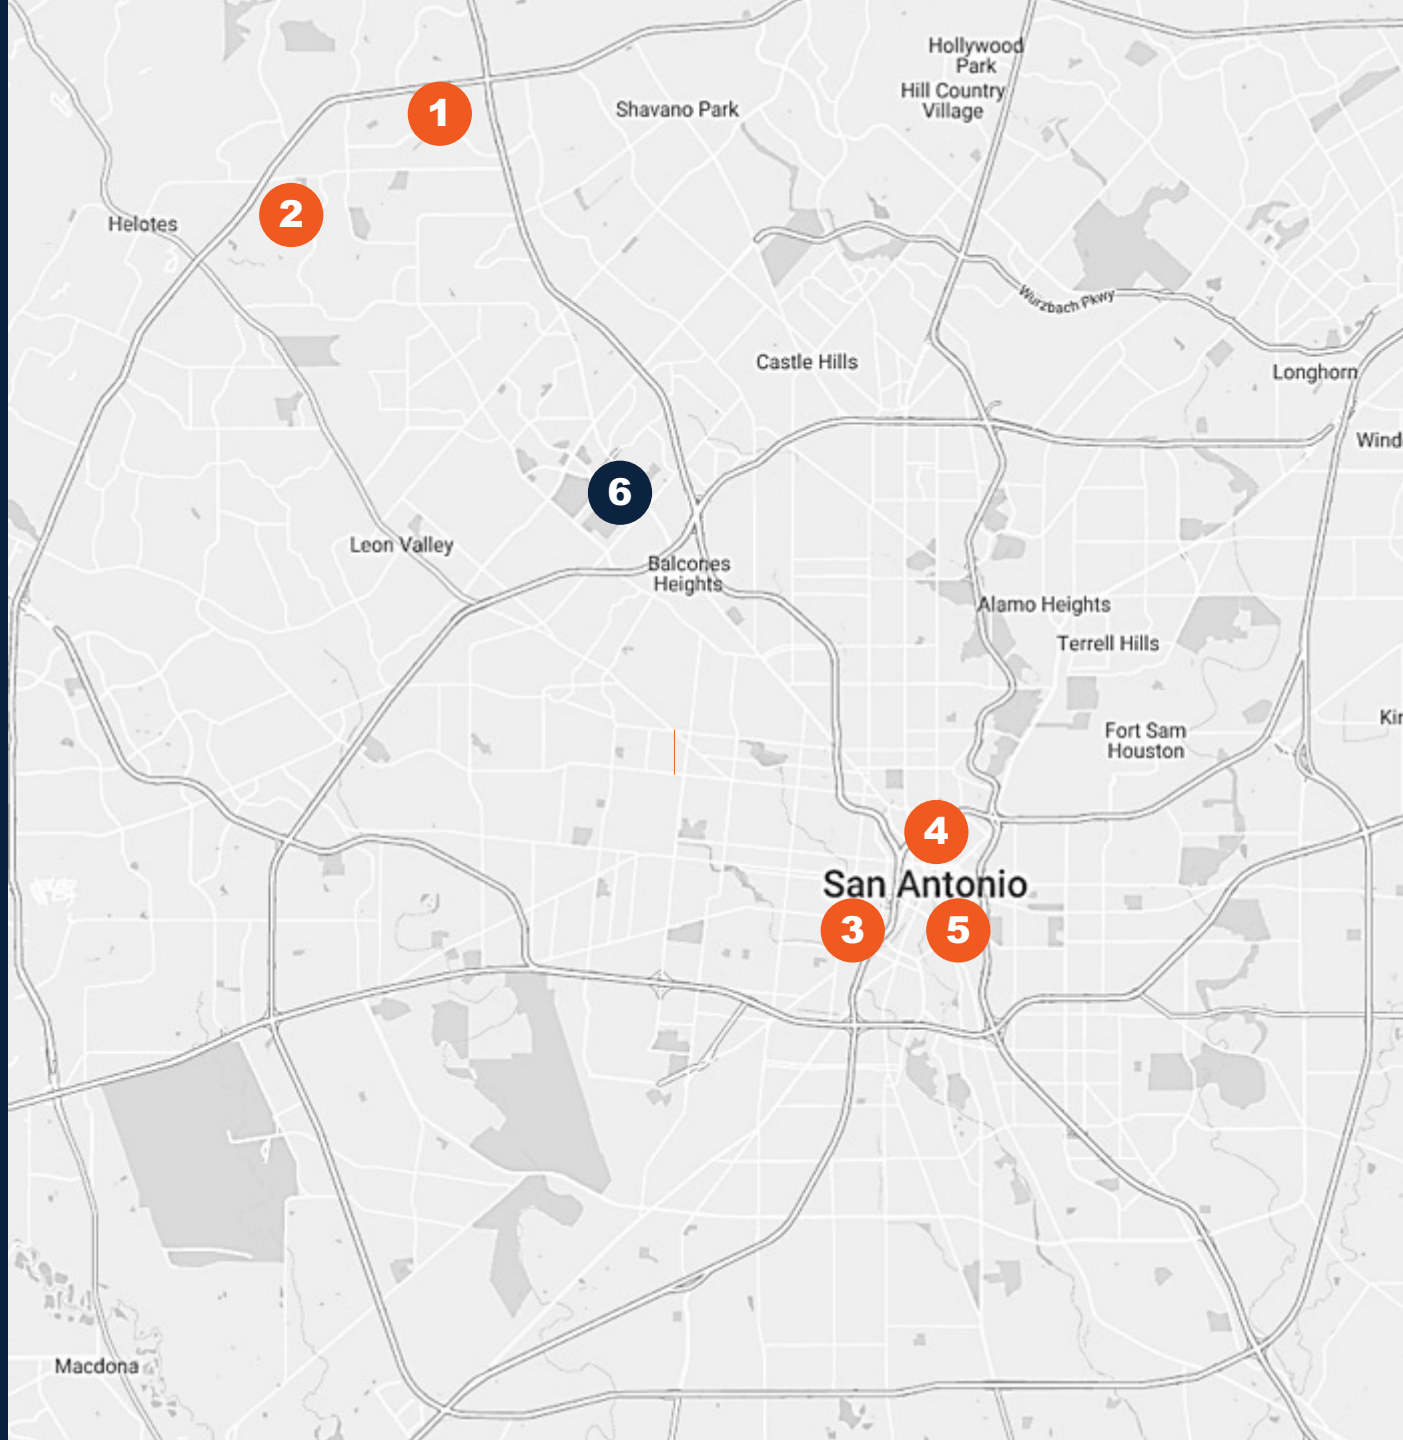 Hollywood
Park
Hill Country
Village
Shavano Park
1
2
Helotes
Wurzbach Pkwy
Castle Hills
Longhorn
Wind
6
Leon Valley
Balcones
Heights
Alamo Heights
Terrell Hills
Kir
Fort Sam
Houston
4
San Antonio
3
5
Macdona